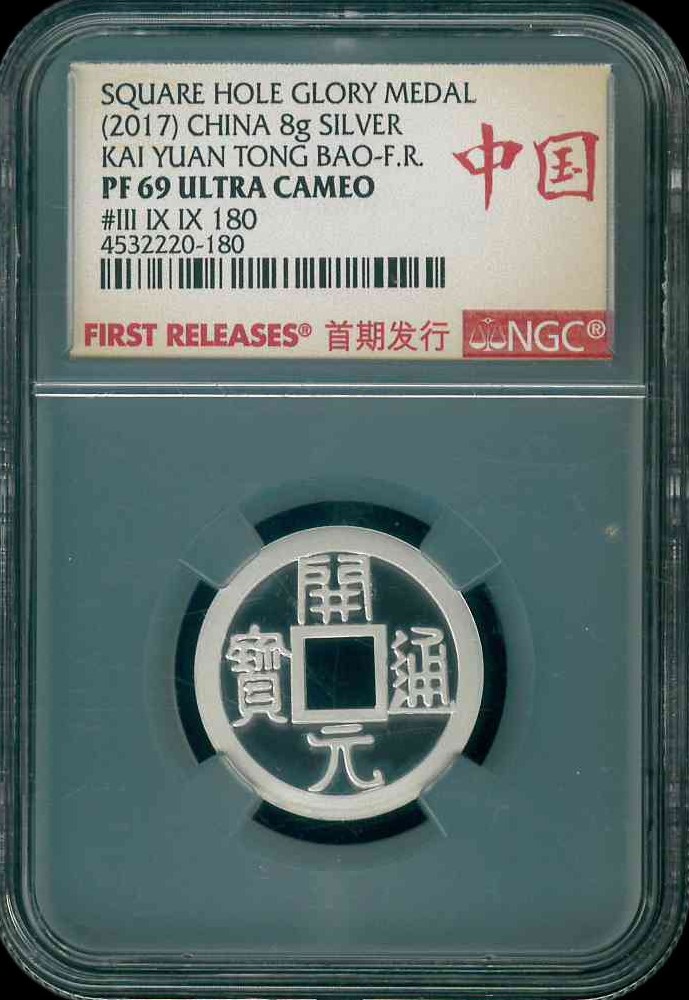 SQUARE HOLE GLORY MEDAL
(2017) CHINA 8g SILVER
KAI YUAN TONG BAO-F.R.
PF 69 ULTRA CAMEO
#III IX IX 180
4532220-180
中国
FIRST RELEASES® 首期发行 NGC®
開
寶 通
元